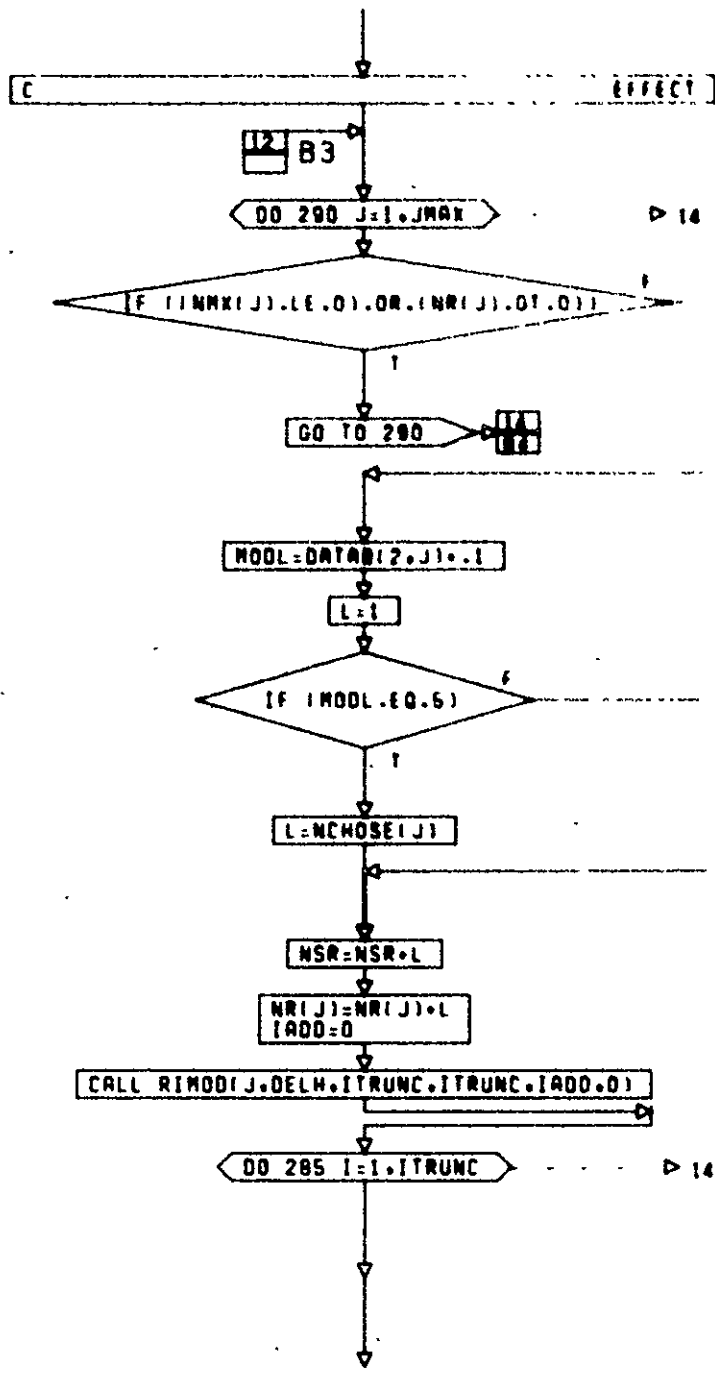 C EFFECT
12 B3
DO 290 J=1,JMAX 14
IF ((NMX(J).LE.0).OR.(NR(J).GT.0)) F
T
GO TO 290 14
MODL=DATAB(2,J)+.1
L=1
IF (MODL.EQ.5) F
T
L=NCHOSE(J)
NSR=NSR+L
NR(J)=NR(J)+L
IADD=0
CALL RIMOD(J,DELH,ITRUNC,ITRUNC,IADD,0)
DO 285 I=1,ITRUNC 14